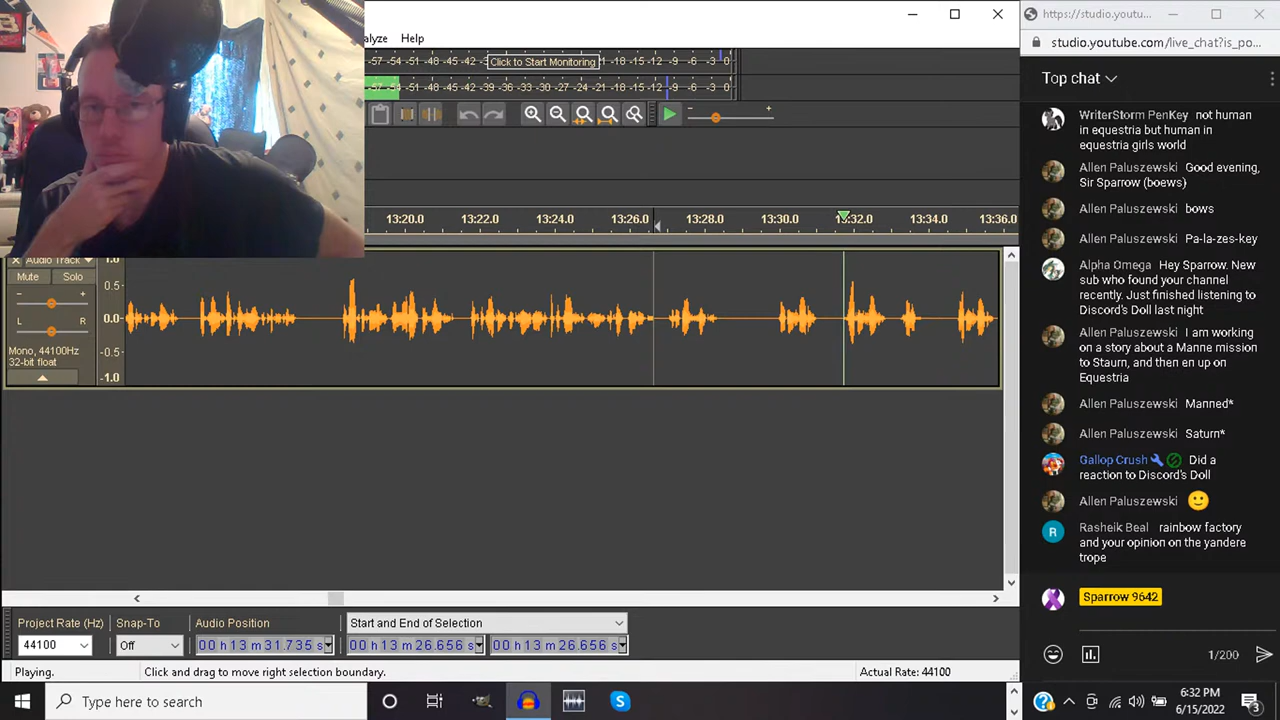 https://studio.youtu...
studio.youtube.com/live_chat?is_po...
alyze Help
-57 -54 -51 -48 -45 -42 -3 Click to Start Monitoring 1 -18 -15 -12 -9 -6 -3 0
-54 -51 -48 -45 -42 -39 -36 -33 -30 -27 -24 -21 -18 -15 -12 -9 -6 -3 0
- +
13:20.0 13:22.0 13:24.0 13:26.0 13:28.0 13:30.0 13:32.0 13:34.0 13:36.0
Audio Track
Mute Solo
- +
L R
Mono, 44100Hz
32-bit float
1.0
0.5
0.0
-0.5
-1.0
Project Rate (Hz) Snap-To Audio Position Start and End of Selection
44100 Off 00 h 13 m 31.735 s 00 h 13 m 26.656 s 00 h 13 m 26.656 s
Playing. Click and drag to move right selection boundary. Actual Rate: 44100
Type here to search
6:32 PM
6/15/2022
3
Top chat
WriterStorm PenKey not human
in equestria but human in
equestria girls world
Allen Paluszewski Good evening,
Sir Sparrow (boews)
Allen Paluszewski bows
Allen Paluszewski Pa-la-zes-key
Alpha Omega Hey Sparrow. New
sub who found your channel
recently. Just finished listening to
Discord's Doll last night
Allen Paluszewski I am working
on a story about a Manne mission
to Staurn, and then en up on
Equestria
Allen Paluszewski Manned*
Allen Paluszewski Saturn*
Gallop Crush Did a
reaction to Discord's Doll
Allen Paluszewski
R
Rasheik Beal rainbow factory
and your opinion on the yandere
trope
Sparrow 9642
1/200